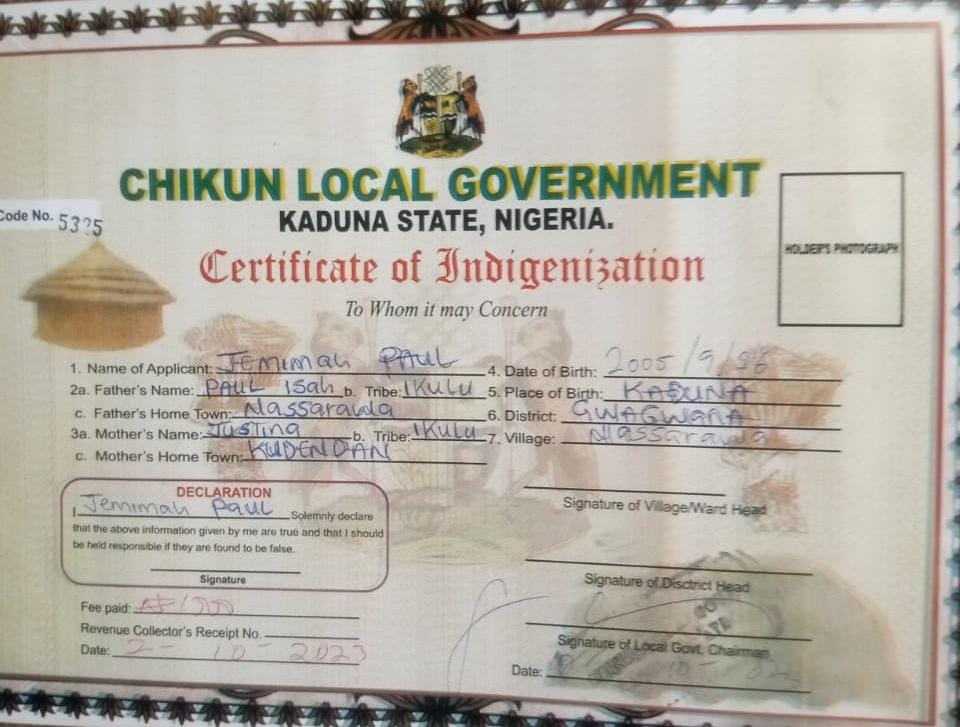 CHIKUN LOCAL GOVERNMENT
KADUNA STATE, NIGERIA.
Code No.
HOLDER'S PHOTOGRAPH
Certificate of Indigenization
To Whom it may Concern
1. Name of Applicant: JEMIMAH PAUL
2a. Father's Name: PAUL ISah b. Tribe: IKULU
c. Father's Home Town: Nassarawa
3a. Mother's Name: JUSTINA b. Tribe: IKULU
c. Mother's Home Town: KUDENDAN
4. Date of Birth: 2005/9/
5. Place of Birth: KADUNA
6. District: GWAGWADA
7. Village: Nassarawa
DECLARATION
I Jemimah Paul Solemnly declare
that the above information given by me are true and that I should
be held responsible if they are found to be false.
Signature
Fee paid:
Revenue Collector's Receipt No.
Date: 2-10-2023
Signature of Village/Ward Head
Signature of Disctrict Head
Signature of Local Govt. Chairman
Date: